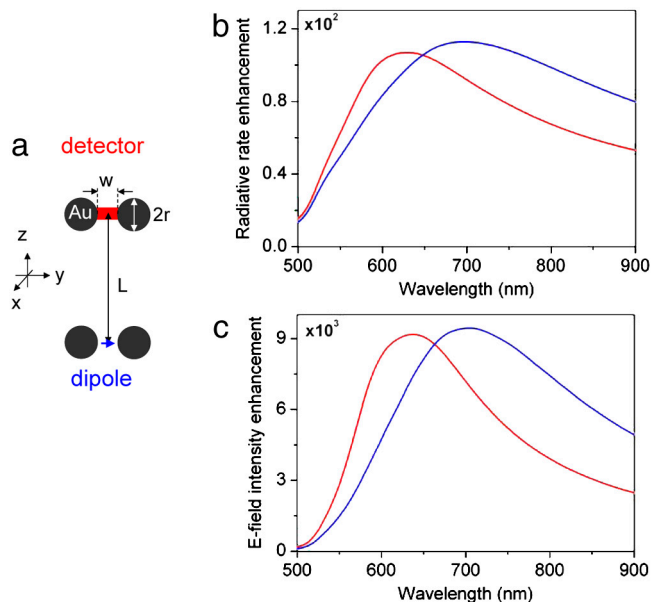 a
detector
w
Au
2r
z
y
x
L
dipole
b
x10²
Radiative rate enhancement
1.2
0.8
0.4
0.0
500 600 700 800 900
Wavelength (nm)
c
x10³
E-field intensity enhancement
9
6
3
0
500 600 700 800 900
Wavelength (nm)